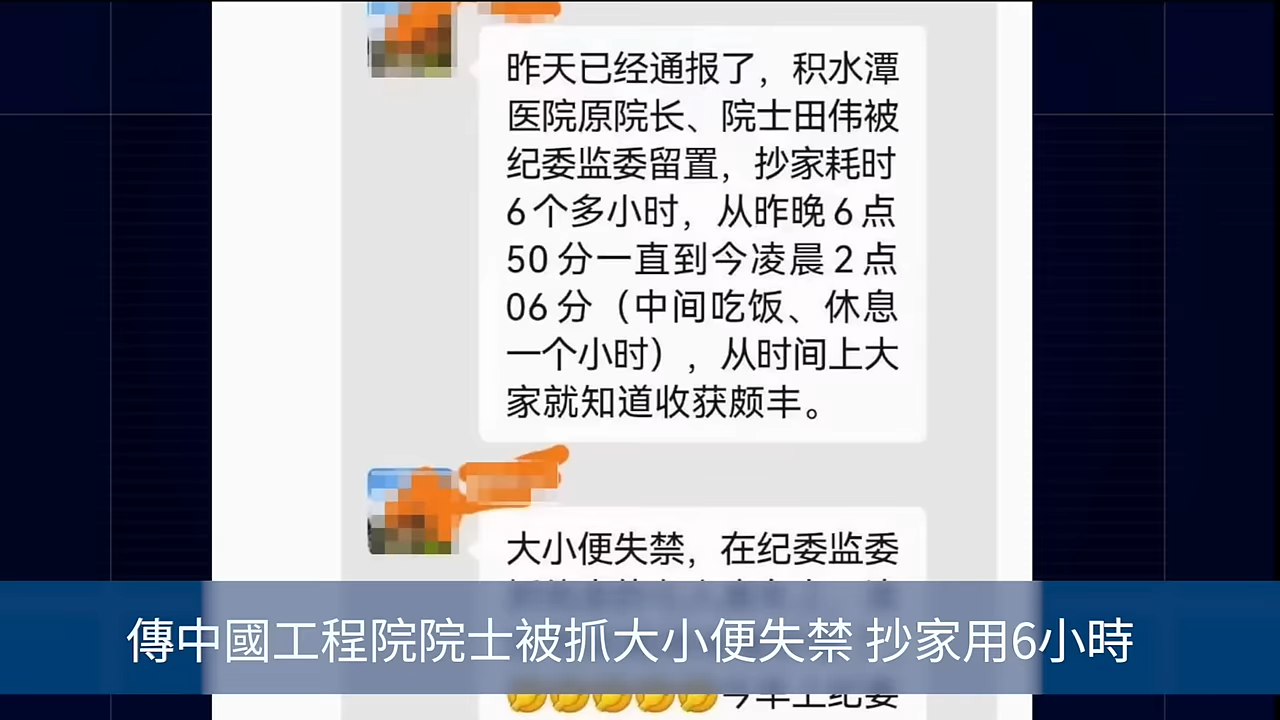 昨天已经通报了，积水潭
医院原院长、院士田伟被
纪委监委留置，抄家耗时
6个多小时，从昨晚6点
50分一直到今凌晨2点
06分（中间吃饭、休息
一个小时），从时间上大
家就知道收获颇丰。
大小便失禁，在纪委监委
傳中國工程院院士被抓大小便失禁 抄家用6小時
今年上纪委